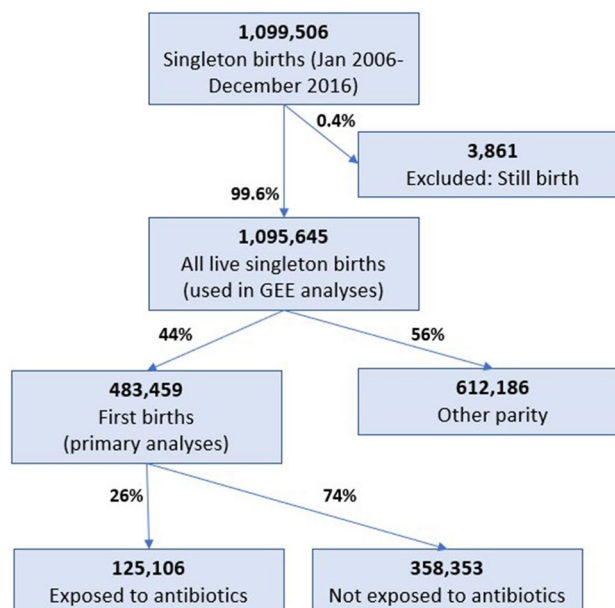 1,099,506
Singleton births (Jan 2006-
December 2016)
0.4%
3,861
Excluded: Still birth
99.6%
1,095,645
All live singleton births
(used in GEE analyses)
44%
56%
483,459
First births
(primary analyses)
612,186
Other parity
26%
74%
125,106
Exposed to antibiotics
358,353
Not exposed to antibiotics